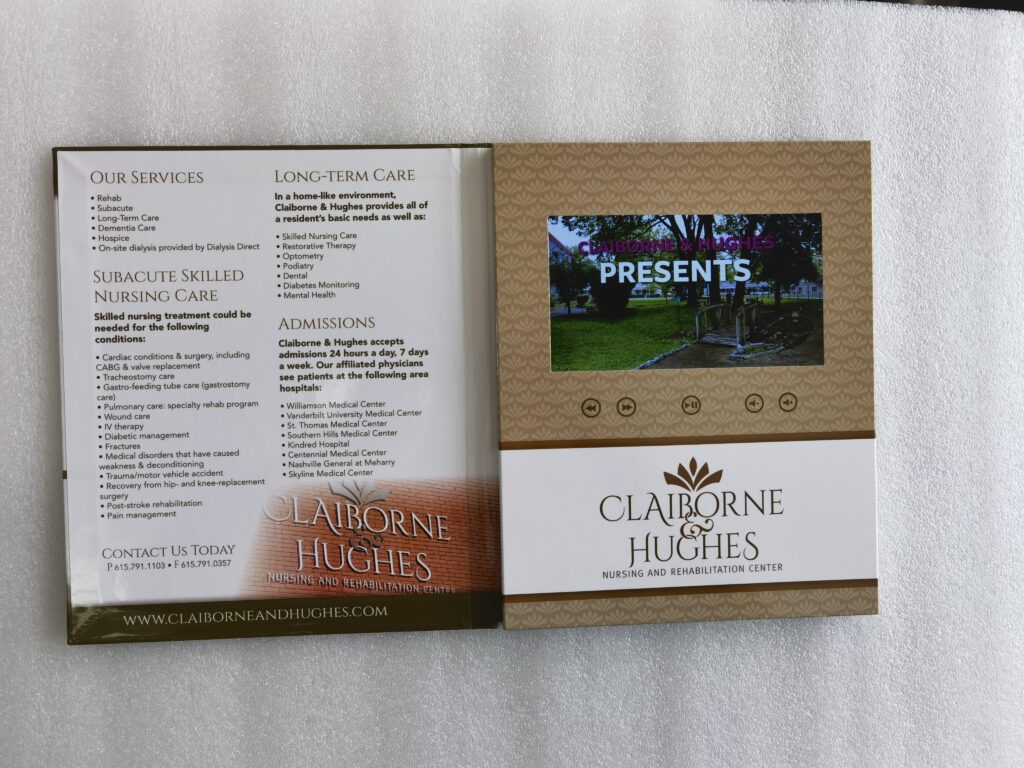 OUR SERVICES
• Rehab
• Subacute
• Long-Term Care
• Dementia Care
• Hospice
• On-site dialysis provided by Dialysis Direct
SUBACUTE SKILLED
NURSING CARE
Skilled nursing treatment could be
needed for the following
conditions:
• Cardiac conditions & surgery, including
CABG & valve replacement
• Tracheostomy care
• Gastro-feeding tube care (gastrostomy
care)
• Pulmonary care: specialty rehab program
• Wound care
• IV therapy
• Diabetic management
• Fractures
• Medical disorders that have caused
weakness & deconditioning
• Trauma/motor vehicle accident
• Recovery from hip- and knee-replacement
surgery
• Post-stroke rehabilitation
• Pain management
CONTACT US TODAY
P 615.791.1103 • F 615.791.0357
LONG-TERM CARE
In a home-like environment,
Claiborne & Hughes provides all of
a resident's basic needs as well as:
• Skilled Nursing Care
• Restorative Therapy
• Optometry
• Podiatry
• Dental
• Diabetes Monitoring
• Mental Health
ADMISSIONS
Claiborne & Hughes accepts
admissions 24 hours a day, 7 days
a week. Our affiliated physicians
see patients at the following area
hospitals:
• Williamson Medical Center
• Vanderbilt University Medical Center
• St. Thomas Medical Center
• Southern Hills Medical Center
• Kindred Hospital
• Centennial Medical Center
• Nashville General at Meharry
• Skyline Medical Center
CLAIBORNE
&
HUGHES
NURSING AND REHABILITATION CENTER
WWW.CLAIBORNEANDHUGHES.COM
CLAIBORNE & HUGHES
PRESENTS
CLAIBORNE
&
HUGHES
NURSING AND REHABILITATION CENTER